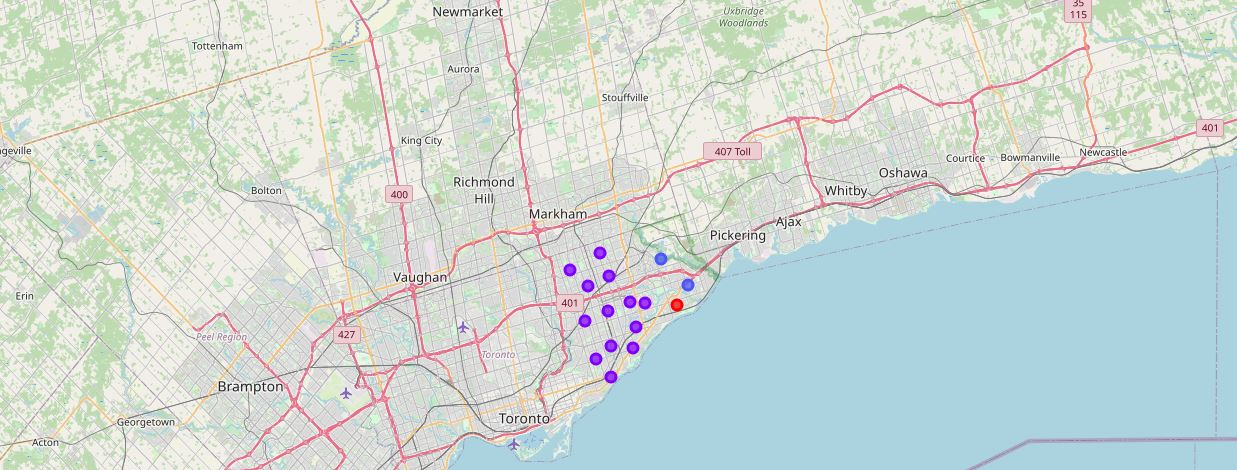 35
115
Newmarket
Uxbridge
Woodlands
Tottenham
Aurora
Stouffville
401
King City
407 Toll
geville
Courtice
Bowmanville
Newcastle
Oshawa
Richmond
Hill
Whitby
Bolton
400
Markham
Ajax
Pickering
Vaughan
Erin
401
Peel Region
427
Toronto
Brampton
Georgetown
Toronto
Acton